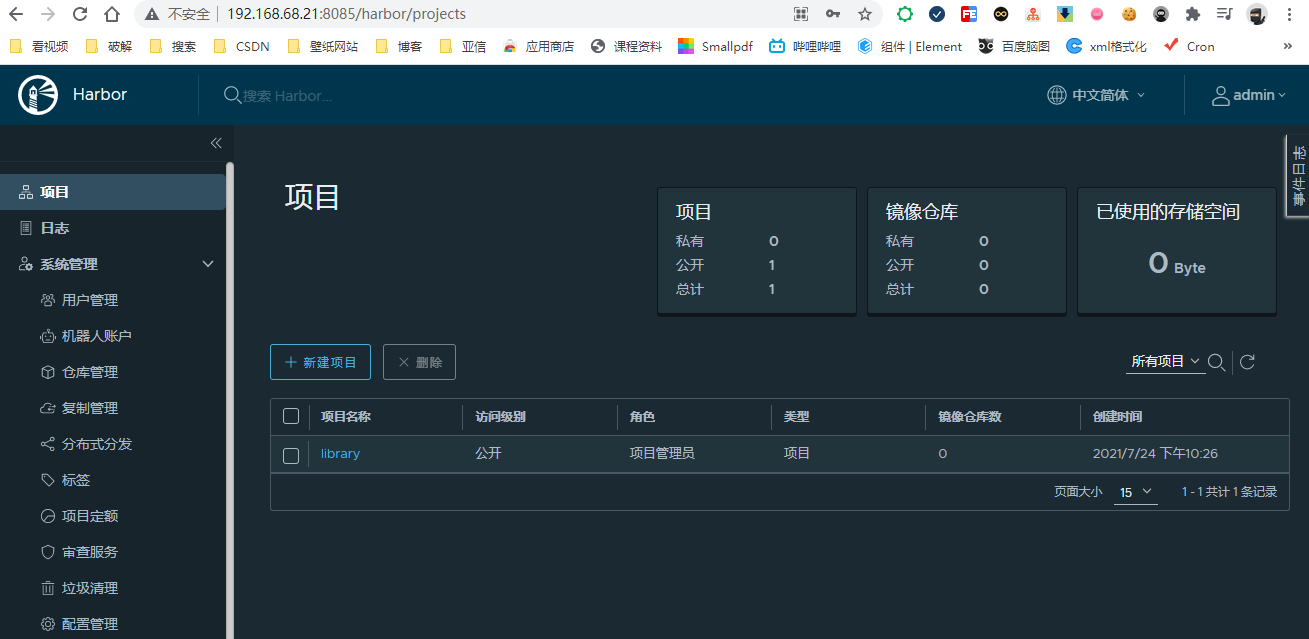 不安全 192.168.68.21:8085/harbor/projects
看视频 破解 搜索 CSDN 壁纸网站 博客 亚信 应用商店 课程资料 Smallpdf 哔哩哔哩 组件 | Element 百度脑图 xml格式化 Cron »
Harbor 搜索 Harbor... 中文简体 admin
事件日志
项目
日志
系统管理
用户管理
机器人账户
仓库管理
复制管理
分布式分发
标签
项目定额
审查服务
垃圾清理
配置管理
项目
项目
私有 0
公开 1
总计 1
镜像仓库
私有 0
公开 0
总计 0
已使用的存储空间
0 Byte
新建项目 删除 所有项目
项目名称 访问级别 角色 类型 镜像仓库数 创建时间
library 公开 项目管理员 项目 0 2021/7/24 下午10:26
页面大小 15 1 - 1 共计 1 条记录